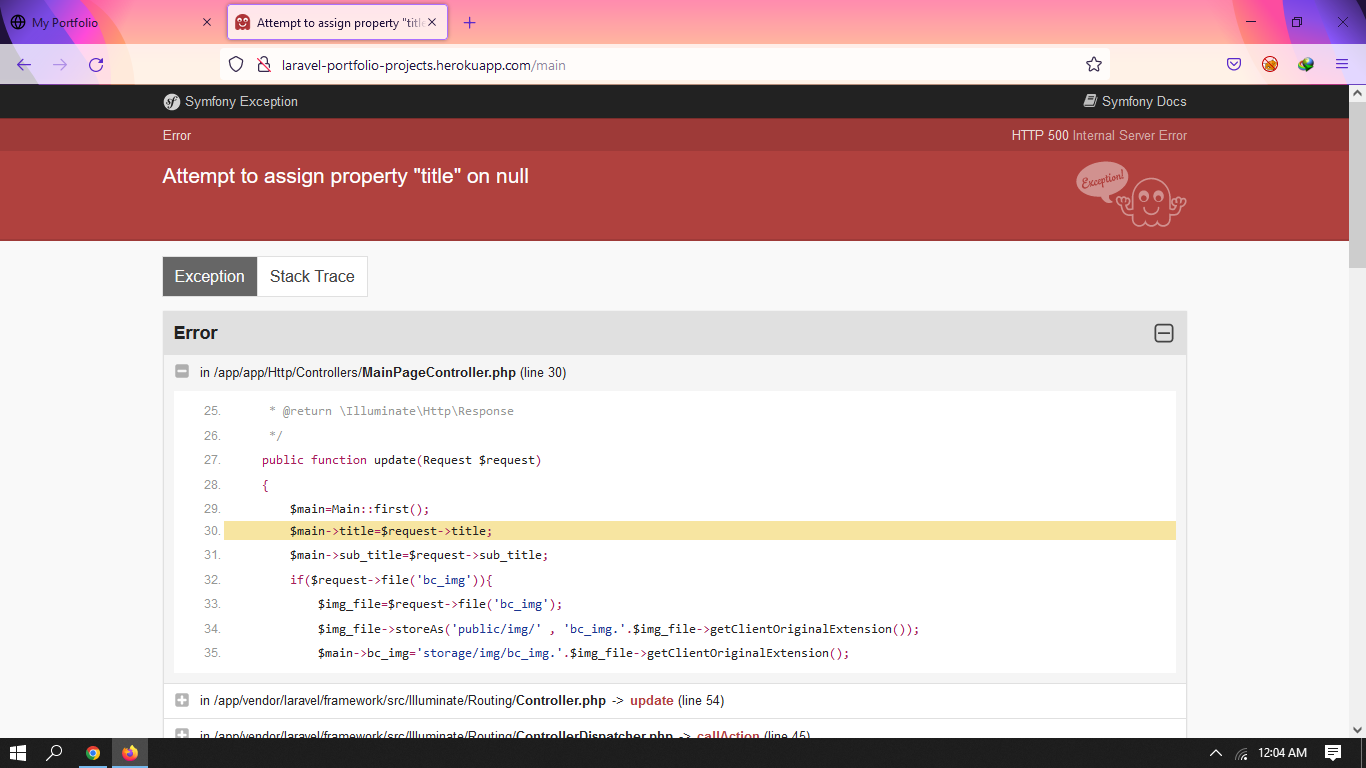 My Portfolio
Attempt to assign property "title
laravel-portfolio-projects.herokuapp.com/main
sf Symfony Exception
Symfony Docs
Error
HTTP 500 Internal Server Error
Attempt to assign property "title" on null
Exception!
Exception
Stack Trace
Error
in /app/app/Http/Controllers/MainPageController.php (line 30)
25. * @return \Illuminate\Http\Response
26. */
27. public function update(Request $request)
28. {
29. $main=Main::first();
30. $main->title=$request->title;
31. $main->sub_title=$request->sub_title;
32. if($request->file('bc_img')){
33. $img_file=$request->file('bc_img');
34. $img_file->storeAs('public/img/' , 'bc_img.'.$img_file->getClientOriginalExtension());
35. $main->bc_img='storage/img/bc_img.'.$img_file->getClientOriginalExtension();
in /app/vendor/laravel/framework/src/Illuminate/Routing/Controller.php -> update (line 54)
in /app/vendor/laravel/framework/src/Illuminate/Routing/ControllerDispatcher.php -> callAction (line 45)
12:04 AM